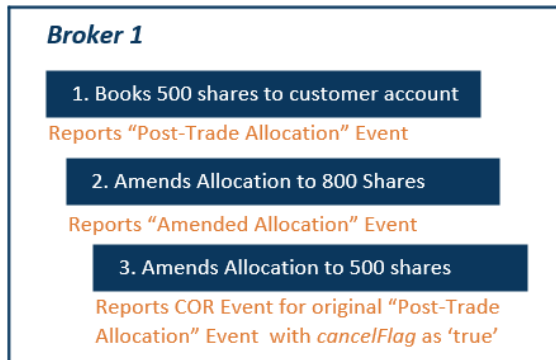 Broker 1
1. Books 500 shares to customer account
Reports “Post-Trade Allocation” Event
2. Amends Allocation to 800 Shares
Reports “Amended Allocation” Event
3. Amends Allocation to 500 shares
Reports COR Event for original “Post-Trade
Allocation” Event with cancelFlag as ‘true’